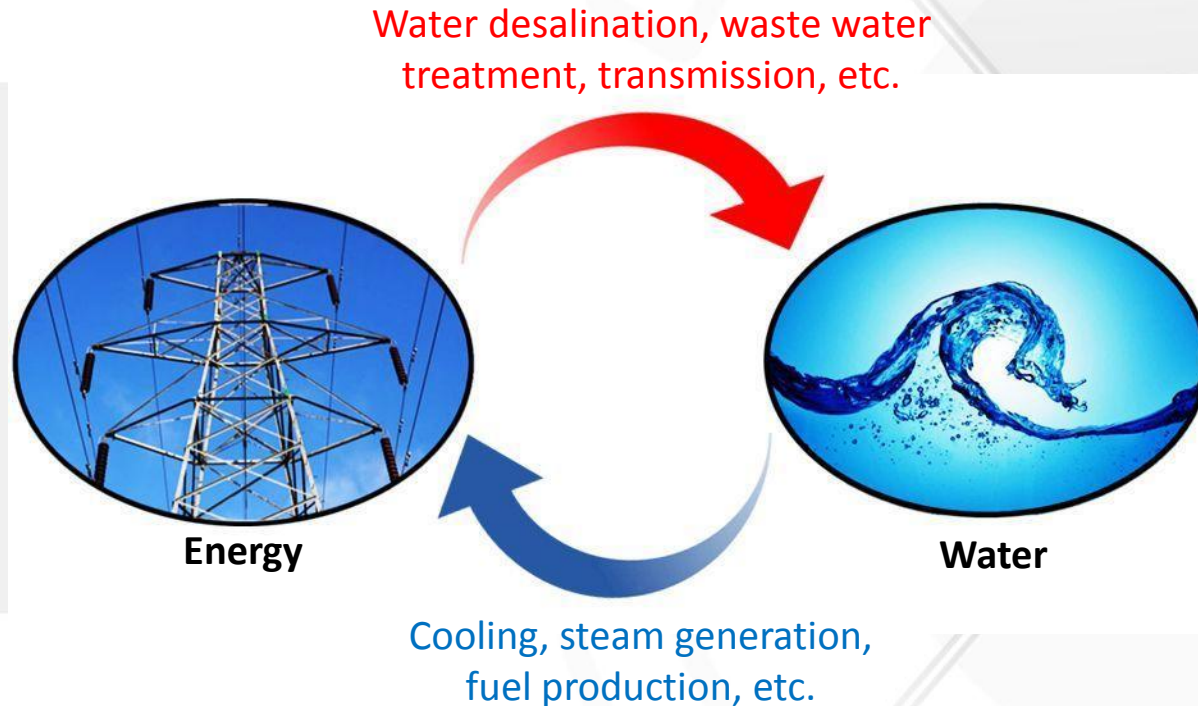 Water desalination, waste water
treatment, transmission, etc.
Energy
Water
Cooling, steam generation,
fuel production, etc.